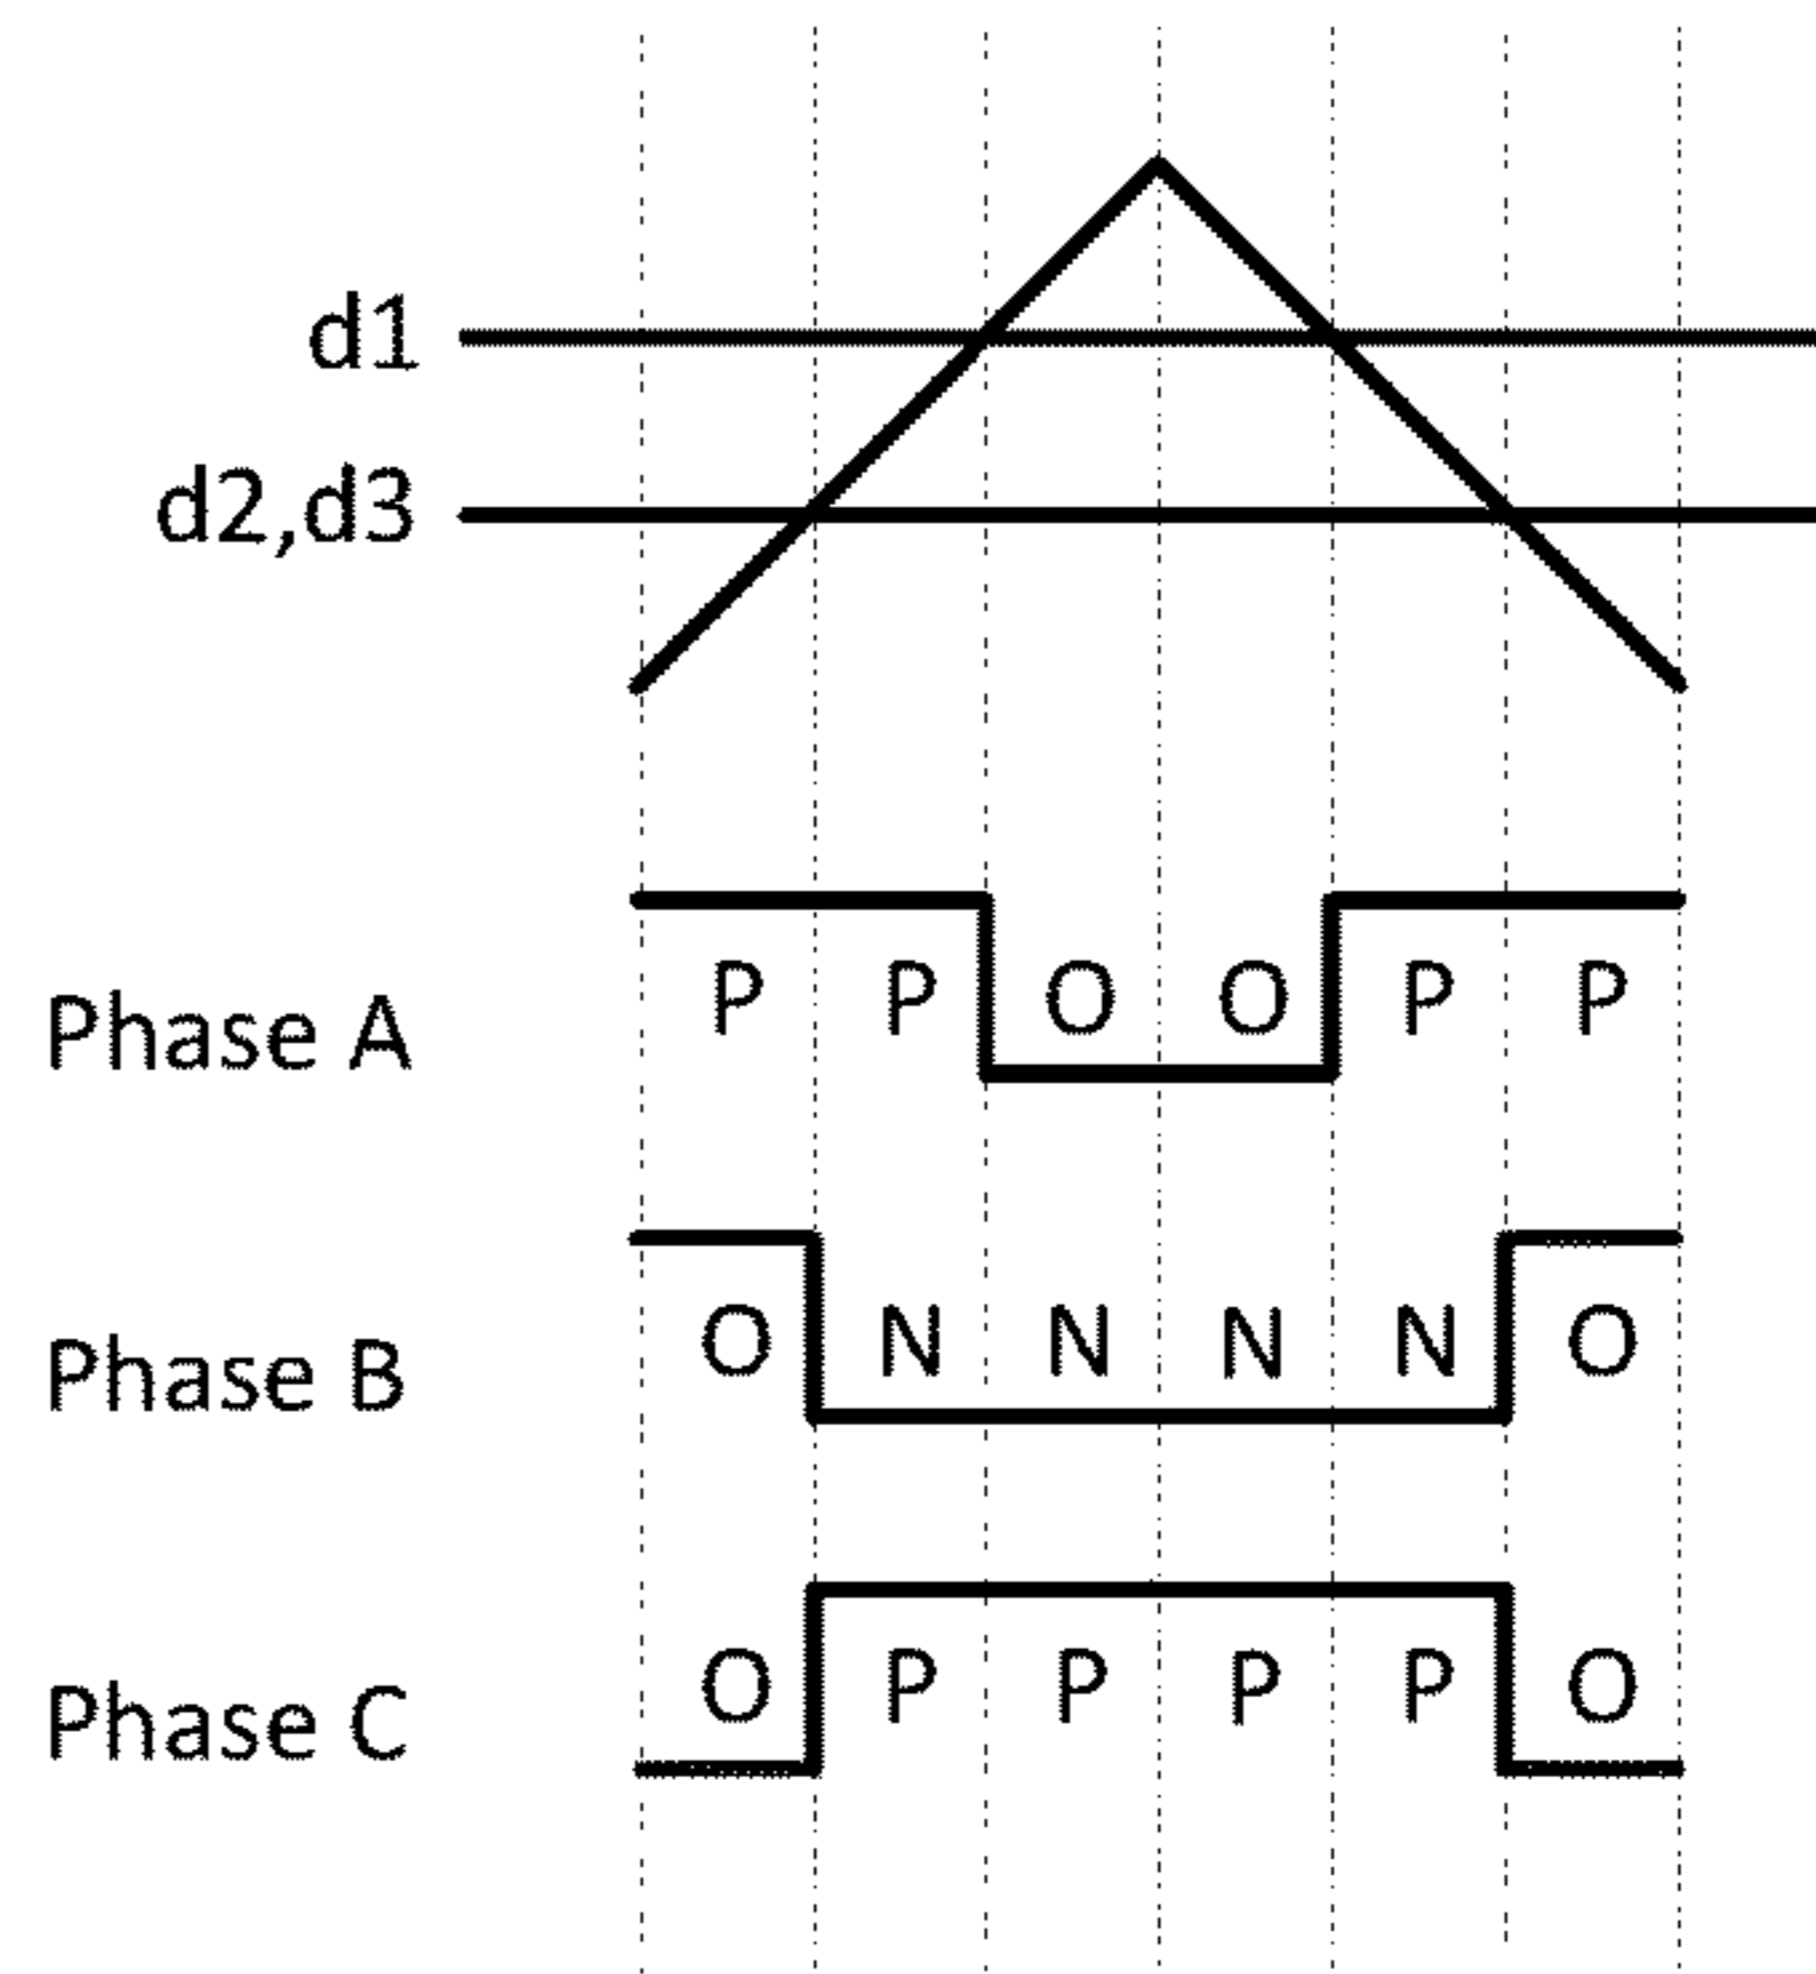 d1
d2,d3
Phase A P P O O P P
Phase B O N N N N O
Phase C O P P P P O